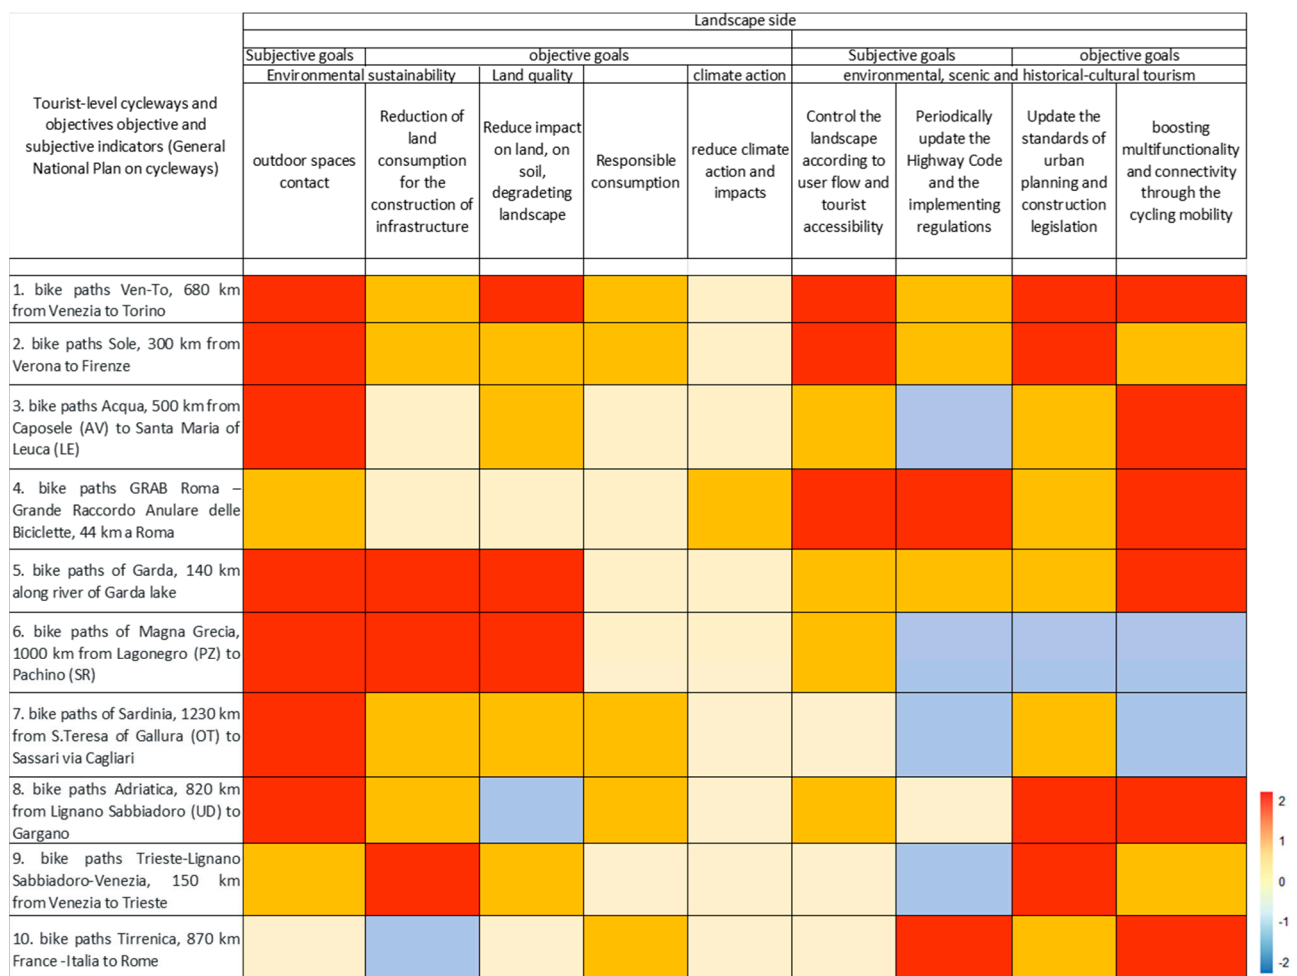 Landscape side
Subjective goals
objective goals
Subjective goals
objective goals
Environmental sustainability
Land quality
climate action
environmental, scenic and historical-cultural tourism
Tourist-level cycleways and
objectives objective and
subjective indicators (General
National Plan on cycleways)
outdoor spaces
contact
Reduction of
land
consumption
for the
construction of
infrastructure
Reduce impact
on land, on
soil,
degradeting
landscape
Responsible
consumption
reduce climate
action and
impacts
Control the
landscape
according to
user flow and
tourist
accessibility
Periodically
update the
Highway Code
and the
implementing
regulations
Update the
standards of
urban
planning and
construction
legislation
boosting
multifunctionality
and connectivity
through the
cycling mobility
1. bike paths Ven-To, 680 km
from Venezia to Torino
2. bike paths Sole, 300 km from
Verona to Firenze
3. bike paths Acqua, 500 km from
Caposele (AV) to Santa Maria of
Leuca (LE)
4. bike paths GRAB Roma –
Grande Raccordo Anulare delle
Biciclette, 44 km a Roma
5. bike paths of Garda, 140 km
along river of Garda lake
6. bike paths of Magna Grecia,
1000 km from Lagonegro (PZ) to
Pachino (SR)
7. bike paths of Sardinia, 1230 km
from S.Teresa of Gallura (OT) to
Sassari via Cagliari
8. bike paths Adriatica, 820 km
from Lignano Sabbiadoro (UD) to
Gargano
9. bike paths Trieste-Lignano
Sabbiadoro-Venezia, 150 km
from Venezia to Trieste
10. bike paths Tirrenica, 870 km
France -Italia to Rome
2
1
0
-1
-2